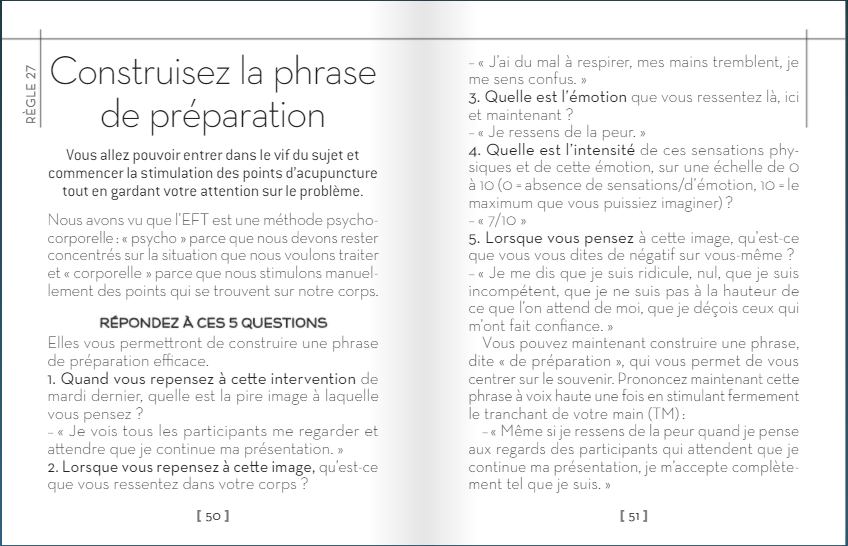 RÈGLE 27
Construisez la phrase
de préparation
Vous allez pouvoir entrer dans le vif du sujet et
commencer la stimulation des points d’acupuncture
tout en gardant votre attention sur le problème.
Nous avons vu que l’EFT est une méthode psycho-
corporelle : « psycho » parce que nous devons rester
concentrés sur la situation que nous voulons traiter
et « corporelle » parce que nous stimulons manuel-
lement des points qui se trouvent sur notre corps.
RÉPONDEZ À CES 5 QUESTIONS
Elles vous permettront de construire une phrase
de préparation efficace.
1. Quand vous repensez à cette intervention de
mardi dernier, quelle est la pire image à laquelle
vous pensez ?
– « Je vois tous les participants me regarder et
attendre que je continue ma présentation. »
2. Lorsque vous repensez à cette image, qu’est-ce
que vous ressentez dans votre corps ?
[ 50 ]
– « J’ai du mal à respirer, mes mains tremblent, je
me sens confus. »
3. Quelle est l’émotion que vous ressentez là, ici
et maintenant ?
– « Je ressens de la peur. »
4. Quelle est l’intensité de ces sensations phy-
siques et de cette émotion, sur une échelle de 0
à 10 (0 = absence de sensations/d’émotion, 10 = le
maximum que vous puissiez imaginer) ?
– « 7/10 »
5. Lorsque vous pensez à cette image, qu’est-ce
que vous vous dites de négatif sur vous-même ?
– « Je me dis que je suis ridicule, nul, que je suis
incompétent, que je ne suis pas à la hauteur de
ce que l’on attend de moi, que je déçois ceux qui
m’ont fait confiance. »
Vous pouvez maintenant construire une phrase,
dite « de préparation », qui vous permet de vous
centrer sur le souvenir. Prononcez maintenant cette
phrase à voix haute une fois en stimulant fermement
le tranchant de votre main (TM) :
– « Même si je ressens de la peur quand je pense
aux regards des participants qui attendent que je
continue ma présentation, je m’accepte complète-
ment tel que je suis. »
[ 51 ]